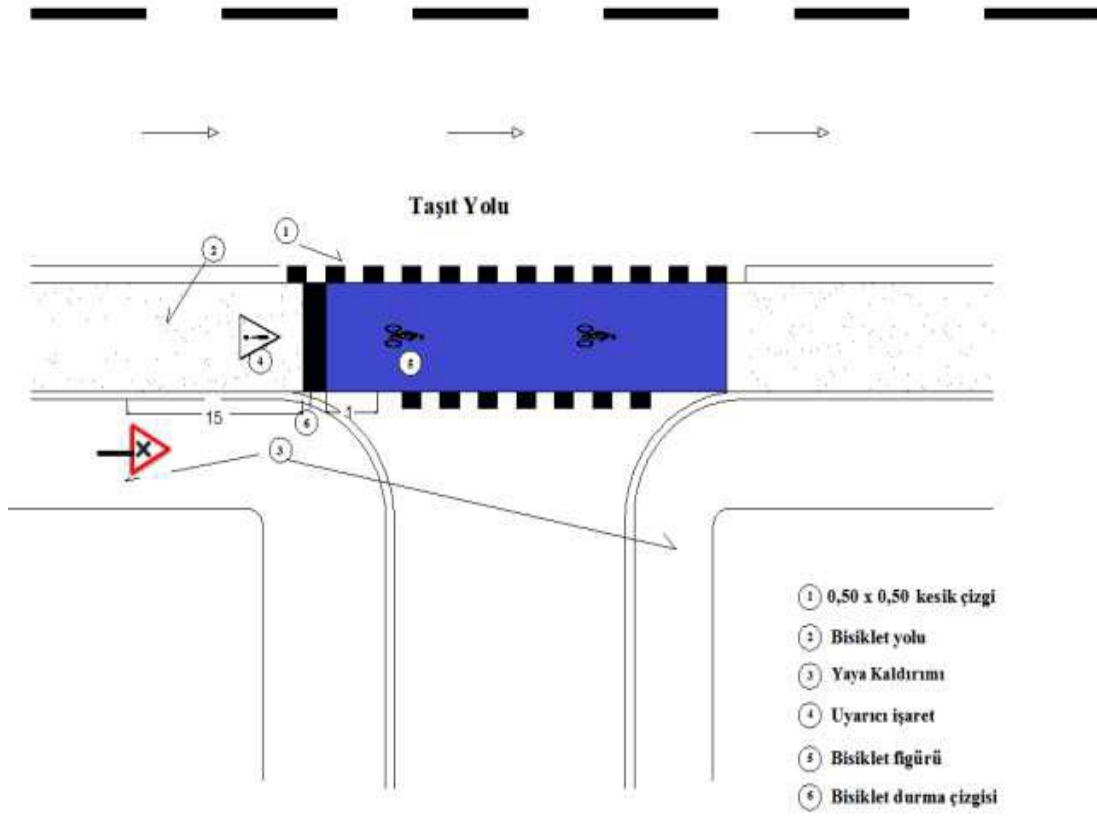 Taşıt Yolu
1
2
4
5
15
1
6
3
1 0,50 x 0,50 kesik çizgi
2 Bisiklet yolu
3 Yaya Kaldırımı
4 Uyarıcı işaret
5 Bisiklet figürü
6 Bisiklet durma çizgisi